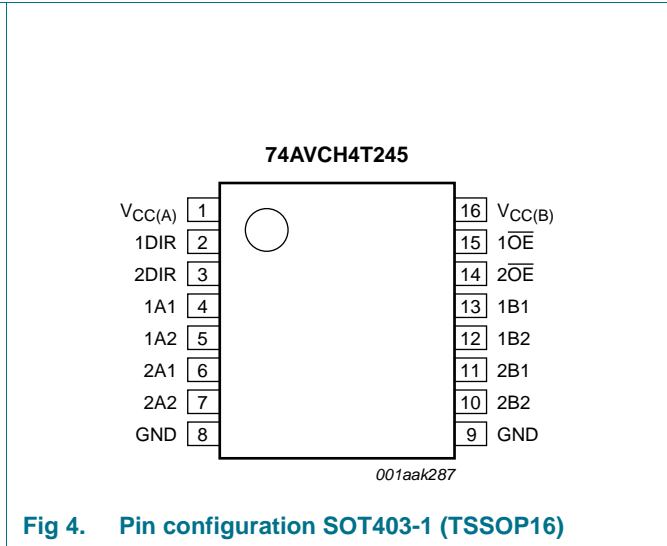 74AVCH4T245
VCC(A) 1 16 VCC(B)
1DIR 2 15 1O̅E̅
2DIR 3 14 2O̅E̅
1A1 4 13 1B1
1A2 5 12 1B2
2A1 6 11 2B1
2A2 7 10 2B2
GND 8 9 GND
001aak287
Fig 4. Pin configuration SOT403-1 (TSSOP16)